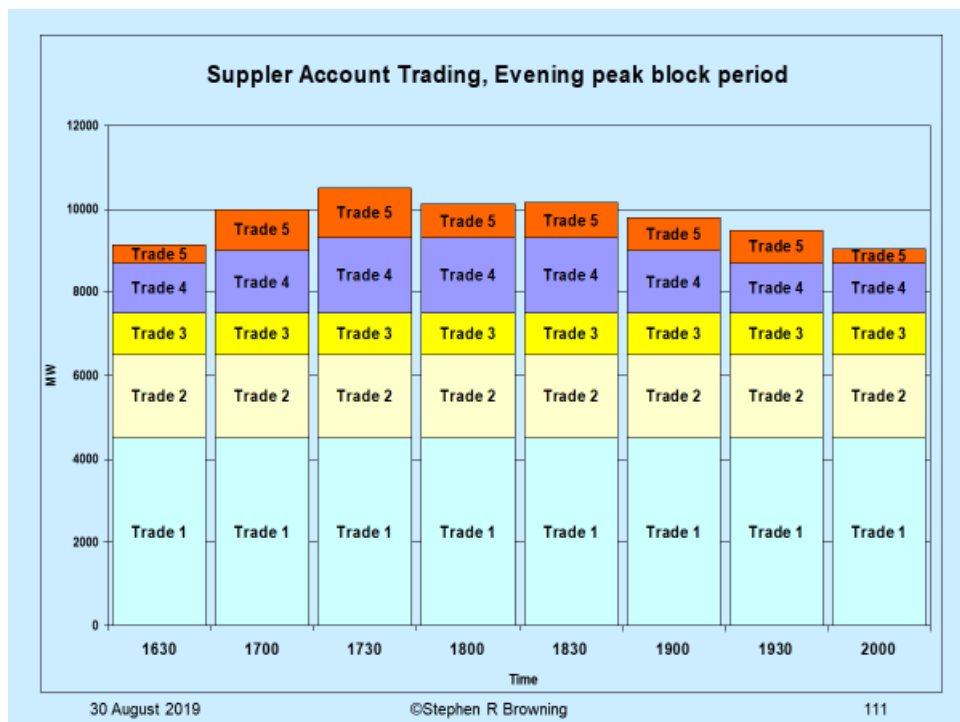 Suppler Account Trading, Evening peak block period
12000
10000
8000
6000
4000
2000
0
MW
Trade 5 Trade 5 Trade 5 Trade 5 Trade 5 Trade 5 Trade 5 Trade 5
Trade 4 Trade 4 Trade 4 Trade 4 Trade 4 Trade 4 Trade 4 Trade 4
Trade 3 Trade 3 Trade 3 Trade 3 Trade 3 Trade 3 Trade 3 Trade 3
Trade 2 Trade 2 Trade 2 Trade 2 Trade 2 Trade 2 Trade 2 Trade 2
Trade 1 Trade 1 Trade 1 Trade 1 Trade 1 Trade 1 Trade 1 Trade 1
1630 1700 1730 1800 1830 1900 1930 2000
Time
30 August 2019 ©Stephen R Browning 111